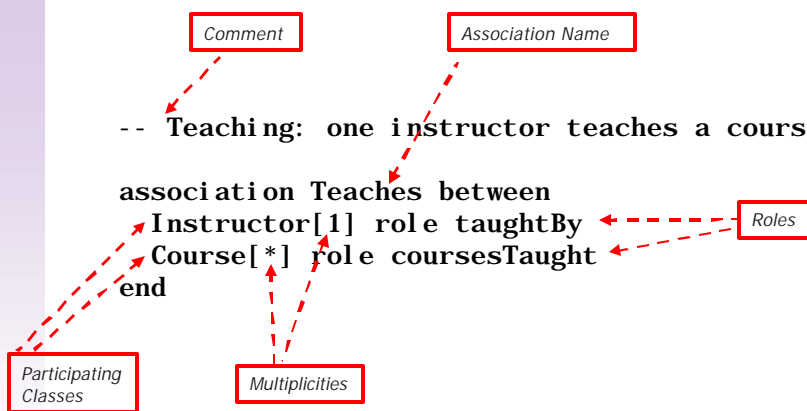 Comment
Association Name
-- Teaching: one instructor teaches a cours
association Teaches between
Instructor[1] role taughtBy
Roles
Course[*] role coursesTaught
end
Participating
Classes
Multiplicities